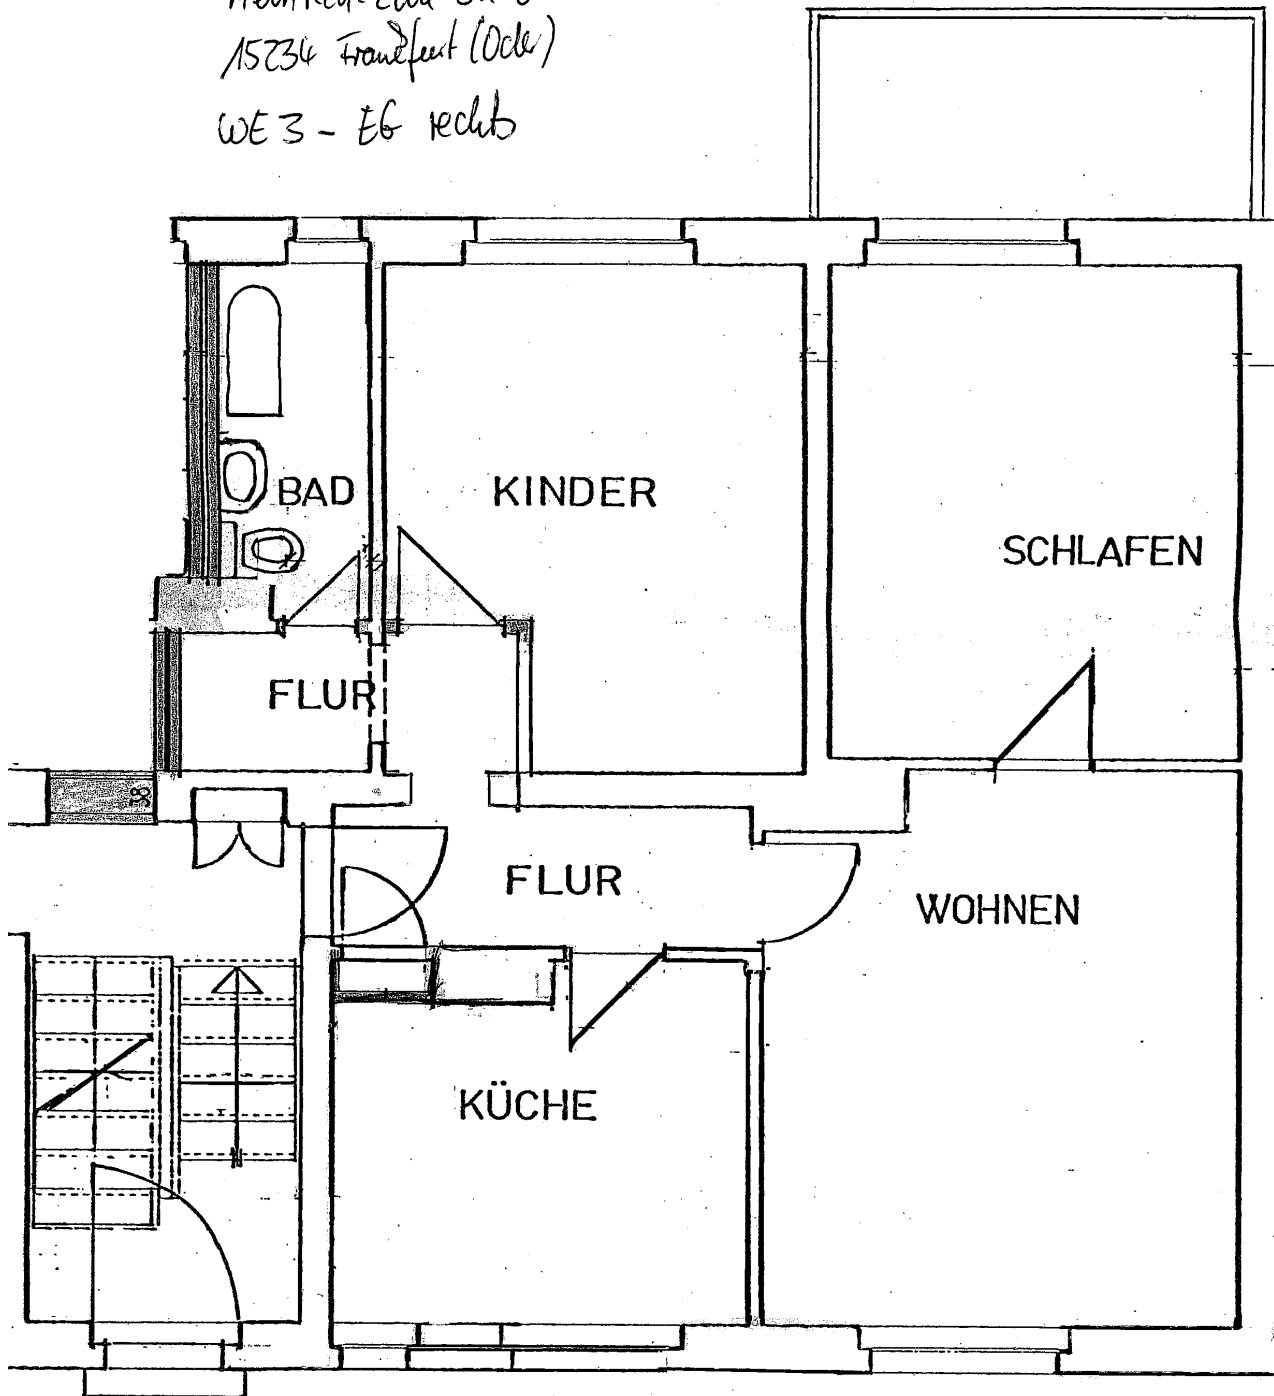 15234 Frankfurt (Oder)
WE 3 - EG rechts
BAD
KINDER
SCHLAFEN
FLUR
38
FLUR
WOHNEN
KÜCHE